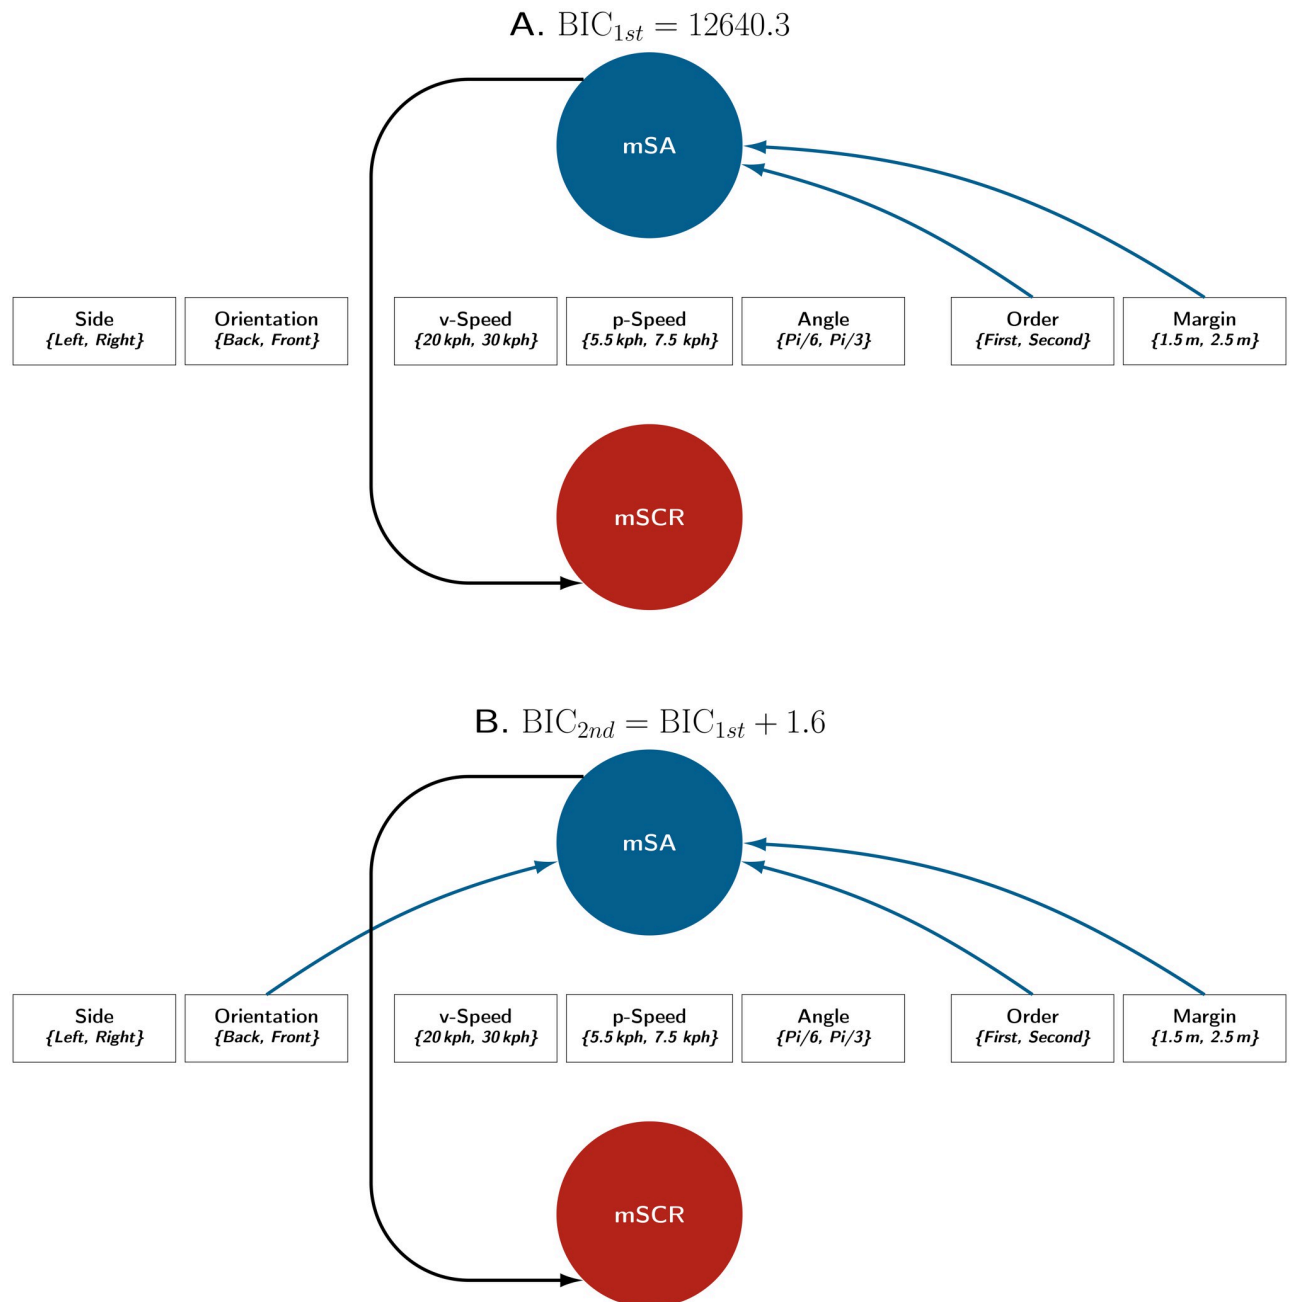 A. BIC1st = 12640.3
mSA
Side
{Left, Right}
Orientation
{Back, Front}
v-Speed
{20 kph, 30 kph}
p-Speed
{5.5 kph, 7.5 kph}
Angle
{Pi/6, Pi/3}
Order
{First, Second}
Margin
{1.5 m, 2.5 m}
mSCR
B. BIC2nd = BIC1st + 1.6
mSA
Side
{Left, Right}
Orientation
{Back, Front}
v-Speed
{20 kph, 30 kph}
p-Speed
{5.5 kph, 7.5 kph}
Angle
{Pi/6, Pi/3}
Order
{First, Second}
Margin
{1.5 m, 2.5 m}
mSCR